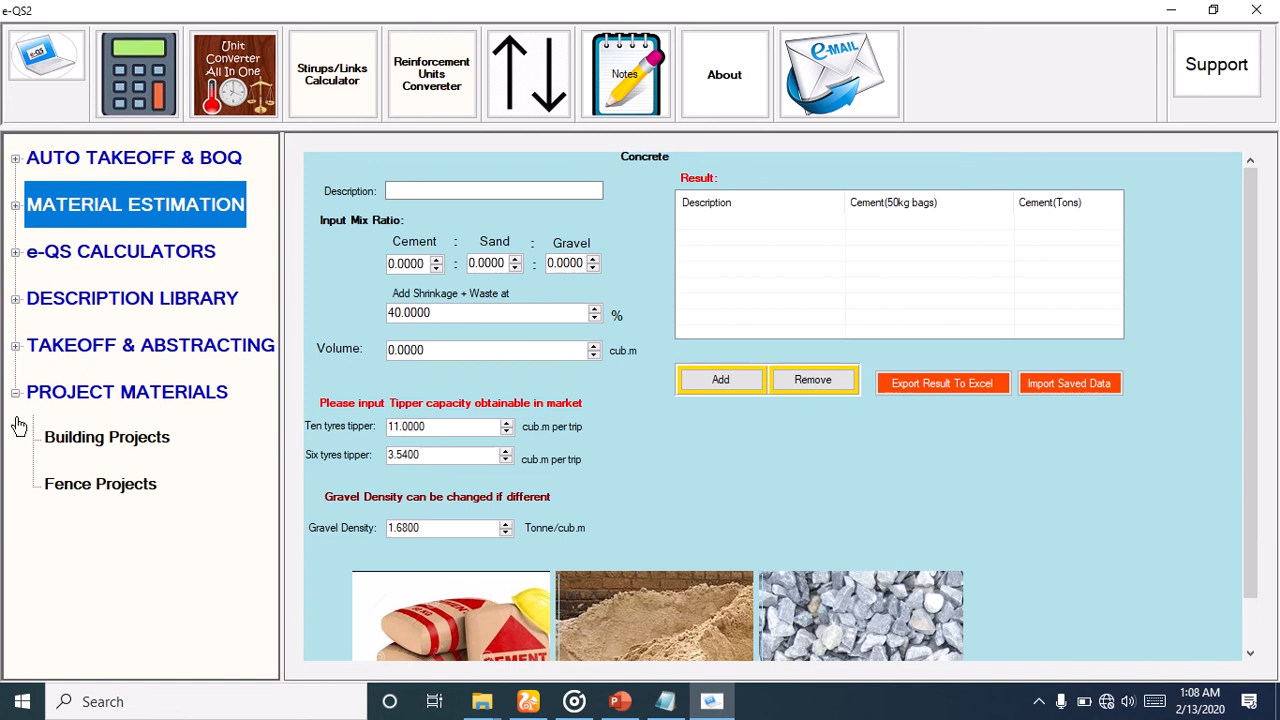 e-QS2
e-QS
Unit
Converter
All In One
Stirups/Links
Calculator
Reinforcement
Units
Convereter
Notes
About
e-MAIL
Support
AUTO TAKEOFF & BOQ
MATERIAL ESTIMATION
e-QS CALCULATORS
DESCRIPTION LIBRARY
TAKEOFF & ABSTRACTING
PROJECT MATERIALS
Building Projects
Fence Projects
Concrete
Description:
Input Mix Ratio:
Cement : Sand : Gravel
0.0000 : 0.0000 : 0.0000
Add Shrinkage + Waste at
40.0000 %
Volume: 0.0000 cub.m
Please input Tipper capacity obtainable in market
Ten tyres tipper: 11.0000 cub.m per trip
Six tyres tipper: 3.5400 cub.m per trip
Gravel Density can be changed if different
Gravel Density: 1.6800 Tonne/cub.m
Result:
Description Cement(50kg bags) Cement(Tons)
Add Remove Export Result To Excel Import Saved Data
CEMENT
Search
1:08 AM
2/13/2020